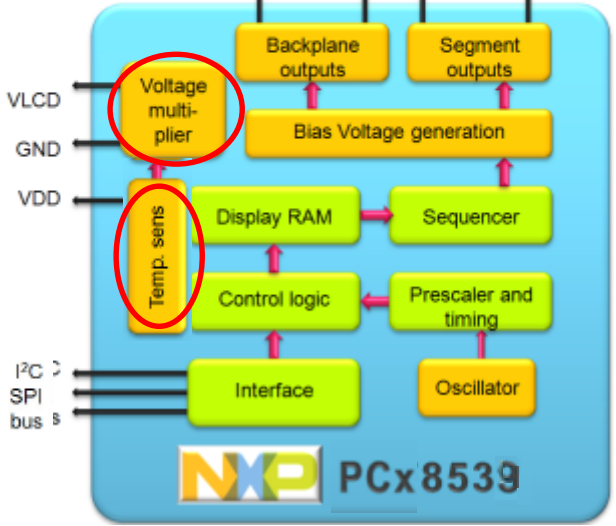 Backplane
outputs
Segment
outputs
Voltage
multi-
plier
VLCD
GND
Bias Voltage generation
VDD
Temp. sens
Display RAM
Sequencer
Control logic
Prescaler and
timing
I²C
SPI
bus s
Interface
Oscillator
NXP PCx8539